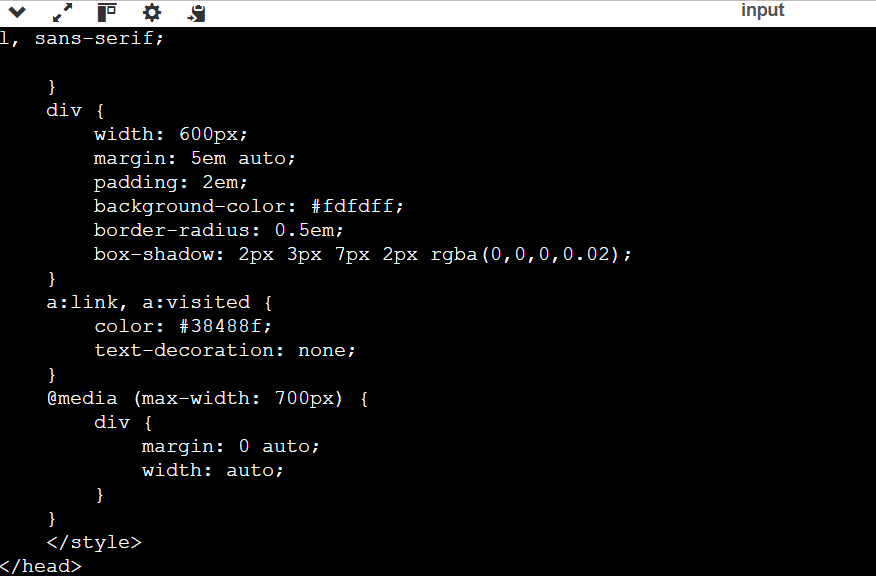 input
l, sans-serif;
}
div {
width: 600px;
margin: 5em auto;
padding: 2em;
background-color: #fdfdff;
border-radius: 0.5em;
box-shadow: 2px 3px 7px 2px rgba(0,0,0,0.02);
}
a:link, a:visited {
color: #38488f;
text-decoration: none;
}
@media (max-width: 700px) {
div {
margin: 0 auto;
width: auto;
}
}
</style>
</head>